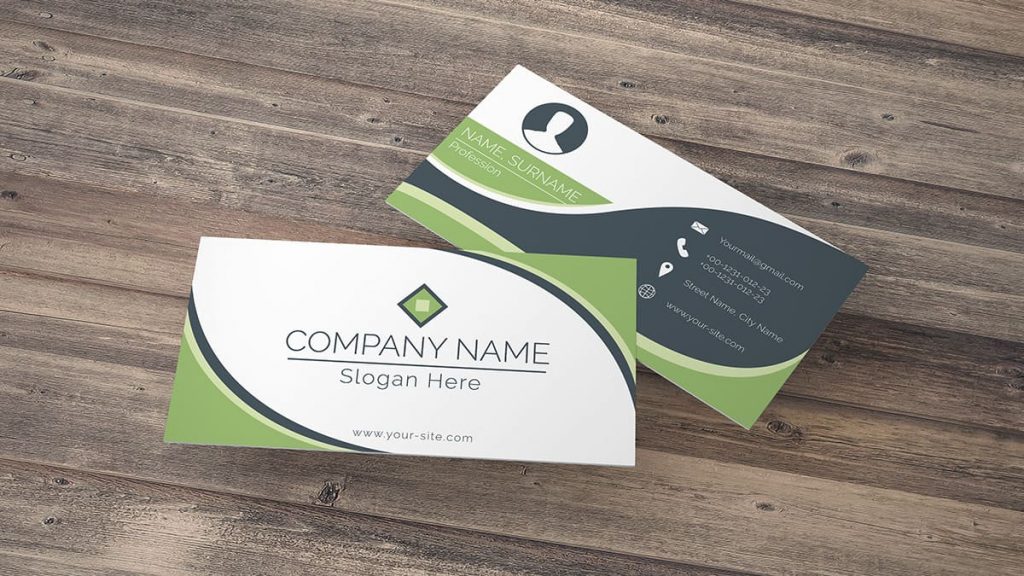 NAME, SURNAME
Profession
Yourmail@gmail.com
+00-1231-012-23
+00-1231-012-23
Street Name, City Name
www.your-site.com
COMPANY NAME
Slogan Here
www.your-site.com